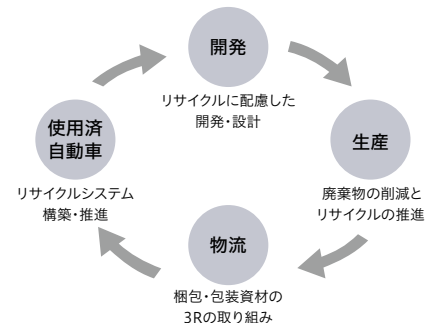 開発
リサイクルに配慮した
開発・設計
生産
廃棄物の削減と
リサイクルの推進
物流
梱包・包装資材の
3Rの取り組み
使用済
自動車
リサイクルシステム
構築・推進